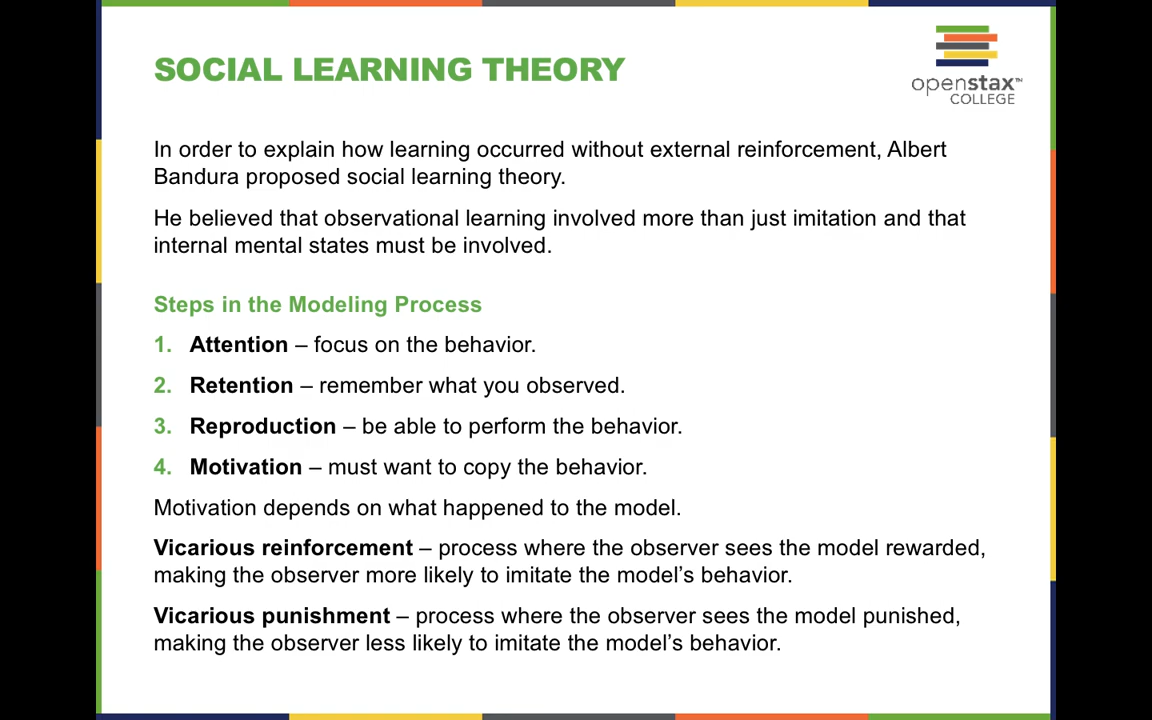 SOCIAL LEARNING THEORY
openstax™
COLLEGE
In order to explain how learning occurred without external reinforcement, Albert
Bandura proposed social learning theory.
He believed that observational learning involved more than just imitation and that
internal mental states must be involved.
Steps in the Modeling Process
1. Attention – focus on the behavior.
2. Retention – remember what you observed.
3. Reproduction – be able to perform the behavior.
4. Motivation – must want to copy the behavior.
Motivation depends on what happened to the model.
Vicarious reinforcement – process where the observer sees the model rewarded,
making the observer more likely to imitate the model’s behavior.
Vicarious punishment – process where the observer sees the model punished,
making the observer less likely to imitate the model’s behavior.